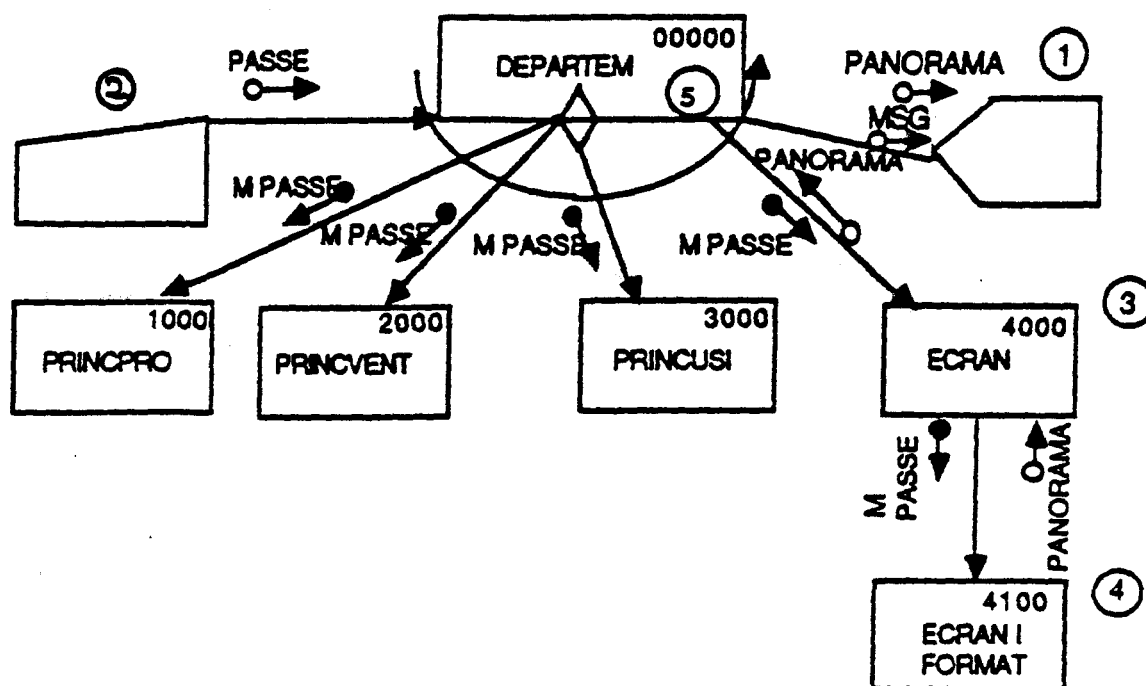 00000
DEPARTEM
5
PASSE
2
PANORAMA
1
MSG
PANORAMA
M PASSE
M PASSE
M PASSE
M PASSE
1000
PRINCPRO
2000
PRINCVENT
3000
PRINCUSI
3
4000
ECRAN
M
PASSE
PANORAMA
4
4100
ECRAN I
FORMAT